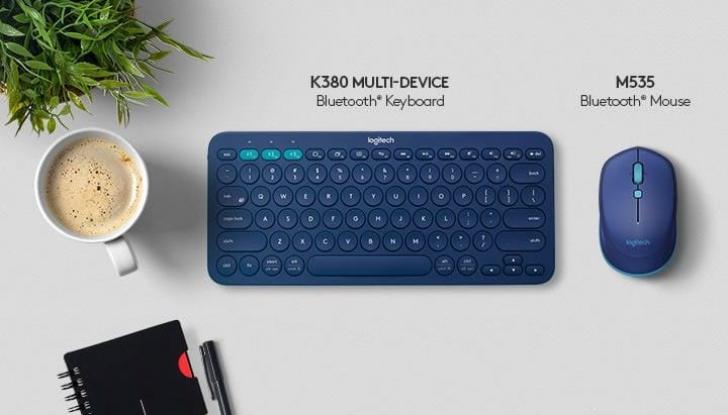 K380 MULTI-DEVICE
Bluetooth® Keyboard
M535
Bluetooth® Mouse
logitech
Q W E R T Y U I O P
A S D F G H J K L
Z X C V B N M
logitech